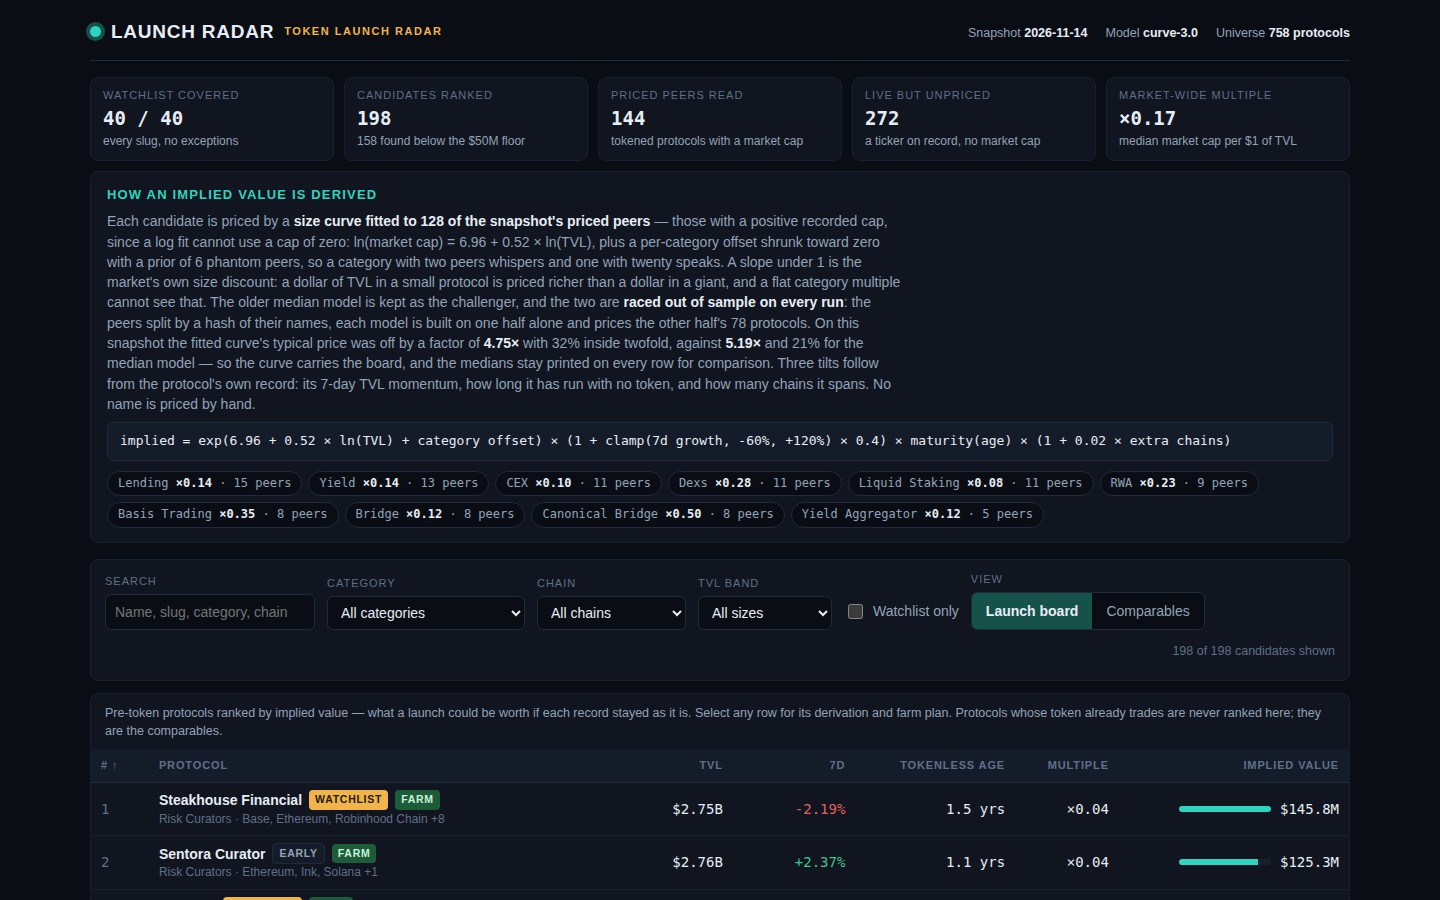 LAUNCH RADAR TOKEN LAUNCH RADAR
Snapshot 2026-11-14 Model curve-3.0 Universe 758 protocols
WATCHLIST COVERED
40 / 40
every slug, no exceptions
CANDIDATES RANKED
198
158 found below the $50M floor
PRICED PEERS READ
144
tokened protocols with a market cap
LIVE BUT UNPRICED
272
a ticker on record, no market cap
MARKET-WIDE MULTIPLE
×0.17
median market cap per $1 of TVL
HOW AN IMPLIED VALUE IS DERIVED
Each candidate is priced by a size curve fitted to 128 of the snapshot's priced peers — those with a positive recorded cap,
since a log fit cannot use a cap of zero: ln(market cap) = 6.96 + 0.52 × ln(TVL), plus a per-category offset shrunk toward zero
with a prior of 6 phantom peers, so a category with two peers whispers and one with twenty speaks. A slope under 1 is the
market's own size discount: a dollar of TVL in a small protocol is priced richer than a dollar in a giant, and a flat category multiple
cannot see that. The older median model is kept as the challenger, and the two are raced out of sample on every run: the
peers split by a hash of their names, each model is built on one half alone and prices the other half's 78 protocols. On this
snapshot the fitted curve's typical price was off by a factor of 4.75× with 32% inside twofold, against 5.19× and 21% for the
median model — so the curve carries the board, and the medians stay printed on every row for comparison. Three tilts follow
from the protocol's own record: its 7-day TVL momentum, how long it has run with no token, and how many chains it spans. No
name is priced by hand.
implied = exp(6.96 + 0.52 × ln(TVL) + category offset) × (1 + clamp(7d growth, -60%, +120%) × 0.4) × maturity(age) × (1 + 0.02 × extra chains)
Lending ×0.14 · 15 peers
Yield ×0.14 · 13 peers
CEX ×0.10 · 11 peers
Dexs ×0.28 · 11 peers
Liquid Staking ×0.08 · 11 peers
RWA ×0.23 · 9 peers
Basis Trading ×0.35 · 8 peers
Bridge ×0.12 · 8 peers
Canonical Bridge ×0.50 · 8 peers
Yield Aggregator ×0.12 · 5 peers
SEARCH
Name, slug, category, chain
CATEGORY
All categories
CHAIN
All chains
TVL BAND
All sizes
Watchlist only
VIEW
Launch board Comparables
198 of 198 candidates shown
Pre-token protocols ranked by implied value — what a launch could be worth if each record stayed as it is. Select any row for its derivation and farm plan. Protocols whose token already trades are never ranked here; they
are the comparables.
# ↑ PROTOCOL TVL 7D TOKENLESS AGE MULTIPLE IMPLIED VALUE
1 Steakhouse Financial WATCHLIST FARM $2.75B -2.19% 1.5 yrs ×0.04 $145.8M
Risk Curators · Base, Ethereum, Robinhood Chain +8
2 Sentora Curator EARLY FARM $2.76B +2.37% 1.1 yrs ×0.04 $125.3M
Risk Curators · Ethereum, Ink, Solana +1